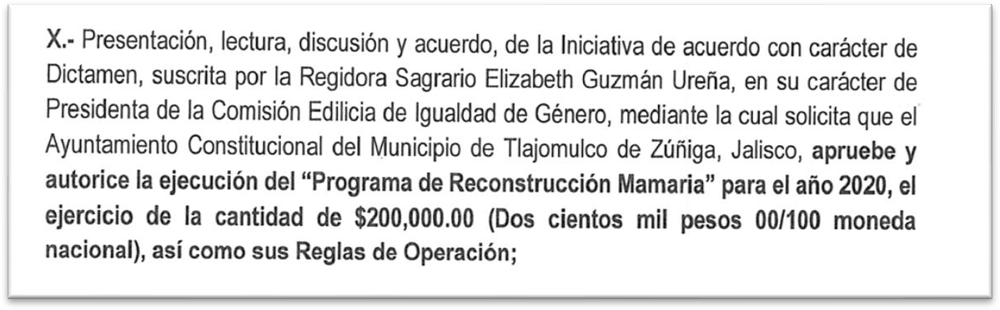 X.- Presentación, lectura, discusión y acuerdo, de la Iniciativa de acuerdo con carácter de
Dictamen, suscrita por la Regidora Sagrario Elizabeth Guzmán Ureña, en su carácter de
Presidenta de la Comisión Edilicia de Igualdad de Género, mediante la cual solicita que el
Ayuntamiento Constitucional del Municipio de Tlajomulco de Zúñiga, Jalisco, apruebe y
autorice la ejecución del “Programa de Reconstrucción Mamaria” para el año 2020, el
ejercicio de la cantidad de $200,000.00 (Dos cientos mil pesos 00/100 moneda
nacional), así como sus Reglas de Operación;